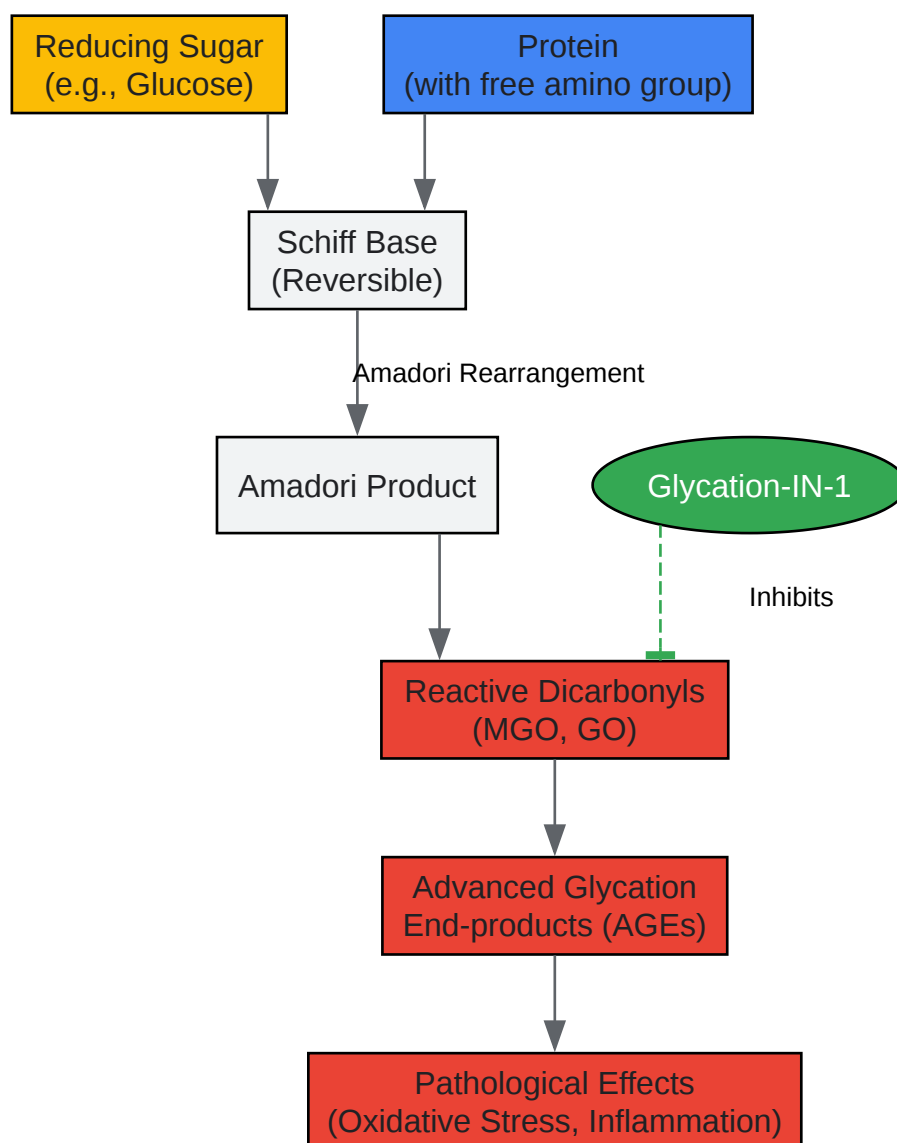 Reducing Sugar
(e.g., Glucose)
Protein
(with free amino group)
Schiff Base
(Reversible)
Amadori Rearrangement
Amadori Product
Glycation-IN-1
Inhibits
Reactive Dicarbonyls
(MGO, GO)
Advanced Glycation
End-products (AGEs)
Pathological Effects
(Oxidative Stress, Inflammation)